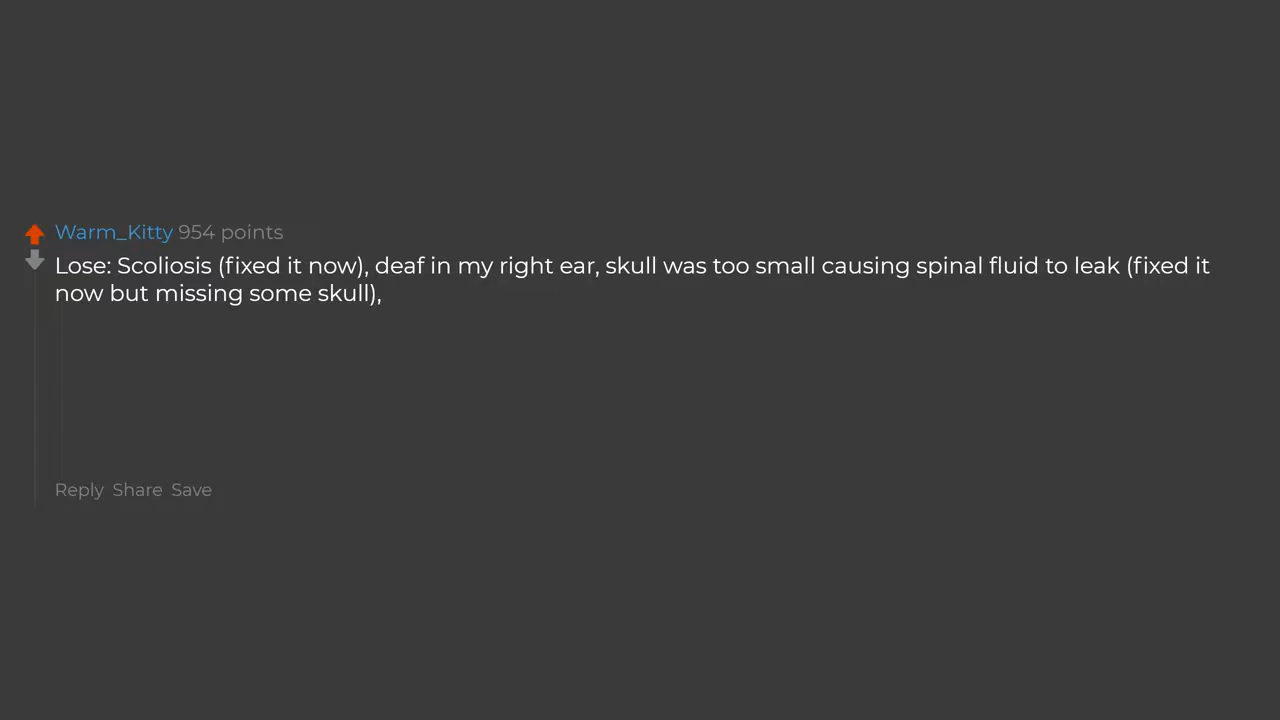 Warm_Kitty 954 points
Lose: Scoliosis (fixed it now), deaf in my right ear, skull was too small causing spinal fluid to leak (fixed it
now but missing some skull),
Reply Share Save